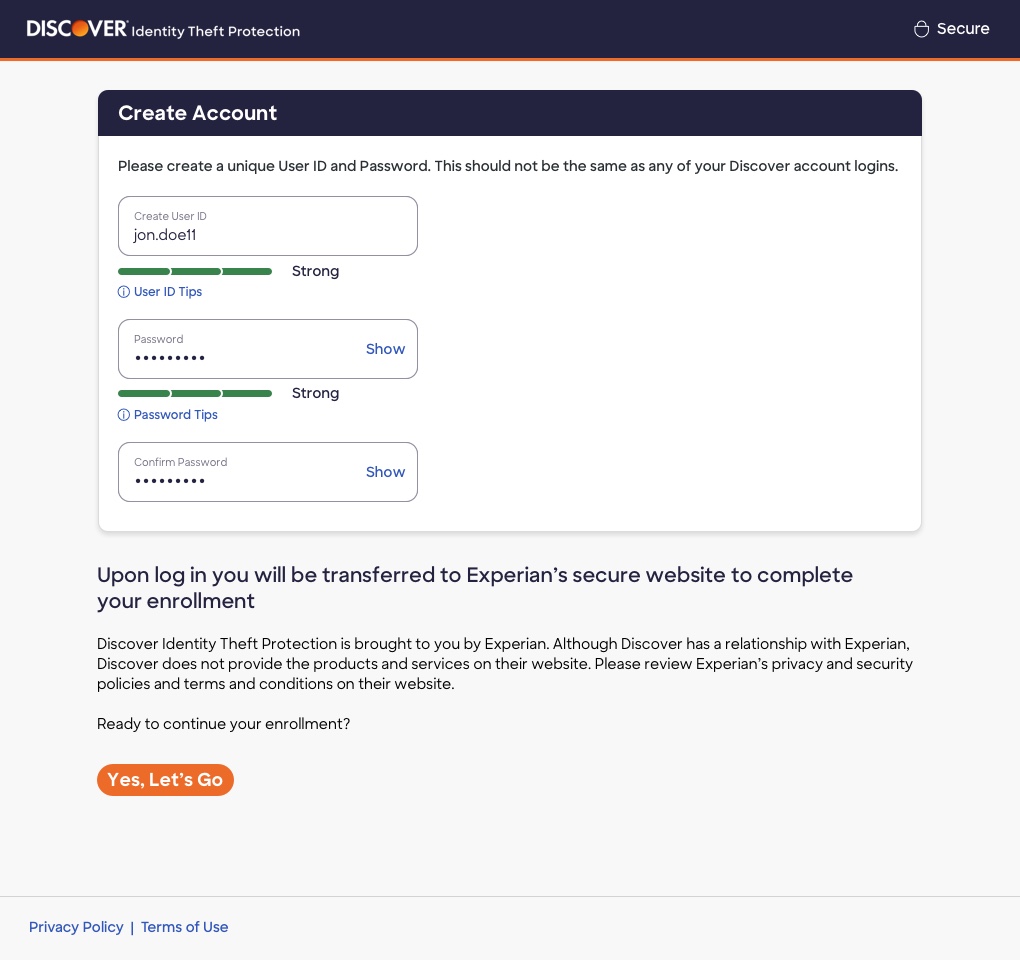 DISCOVER Identity Theft Protection
Secure
Create Account
Please create a unique User ID and Password. This should not be the same as any of your Discover account logins.
Create User ID
jon.doe11
Strong
User ID Tips
Password
•••••••••
Show
Strong
Password Tips
Confirm Password
•••••••••
Show
Upon log in you will be transferred to Experian’s secure website to complete
your enrollment
Discover Identity Theft Protection is brought to you by Experian. Although Discover has a relationship with Experian,
Discover does not provide the products and services on their website. Please review Experian’s privacy and security
policies and terms and conditions on their website.
Ready to continue your enrollment?
Yes, Let’s Go
Privacy Policy | Terms of Use